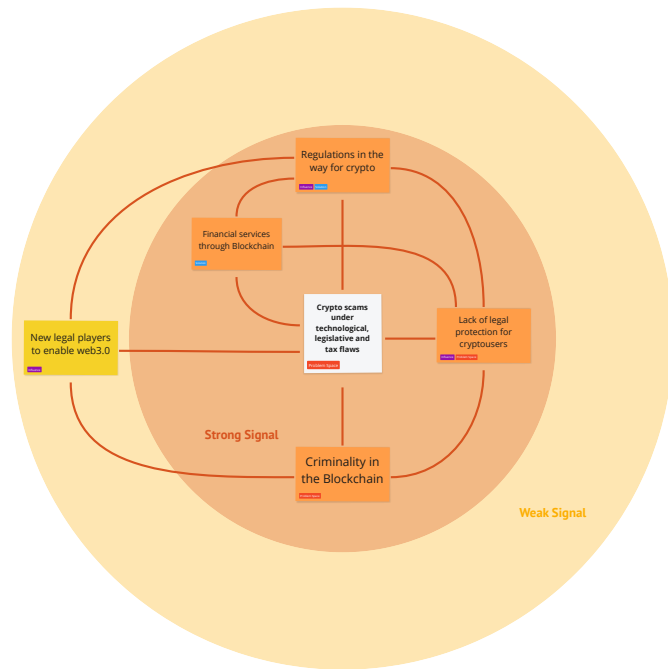 Regulations in the
way for crypto
Financial services
through Blockchain
Crypto scams
under
technological,
legislative and
tax flaws
Problem Space
Lack of legal
protection for
cryptousers
New legal players
to enable web3.0
Strong Signal
Criminality in
the Blockchain
Problem Space
Weak Signal